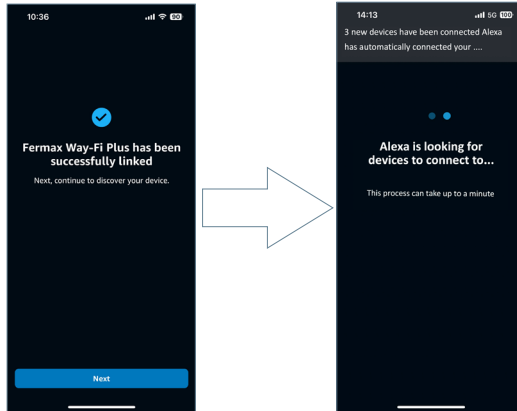 10:36
90
Fermax Way-Fi Plus has been
successfully linked
Next, continue to discover your device.
Next
14:13
5G 100
3 new devices have been connected Alexa
has automatically connected your ....
Alexa is looking for
devices to connect to...
This process can take up to a minute